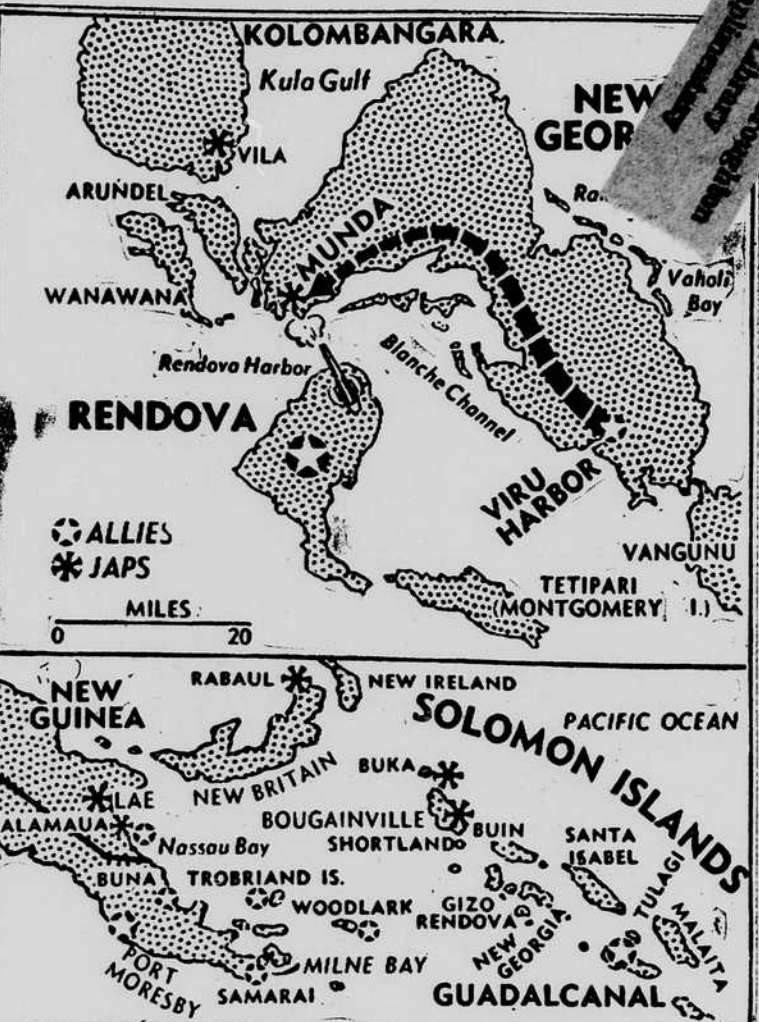 KOLOMBANGARA
Kula Gulf
NEW
GEOR
VILA
ARUNDEL
MUNDA
WANAWANA
Vaholi
Bay
Rendova Harbor
Blanche Channel
RENDOVA
VIRU
HARBOR
ALLIES
JAPS
VANGUNU
TETIPARI
(MONTGOMERY I.)
MILES
0 20
Library
NEW
GUINEA
RABAUL
NEW IRELAND
SOLOMON ISLANDS
PACIFIC OCEAN
NEW BRITAIN
BUKA
LAE
ALAMAUA
Nassau Bay
BOUGAINVILLE
BUIN
SHORTLAND
SANTA
ISABEL
TULAGI
MALAITA
BUNA
TROBRIAND IS.
WOODLARK
GIZO
RENDOVA
NEW
GEORGIA
PORT
MORESBY
MILNE BAY
SAMARAI
GUADALCANAL